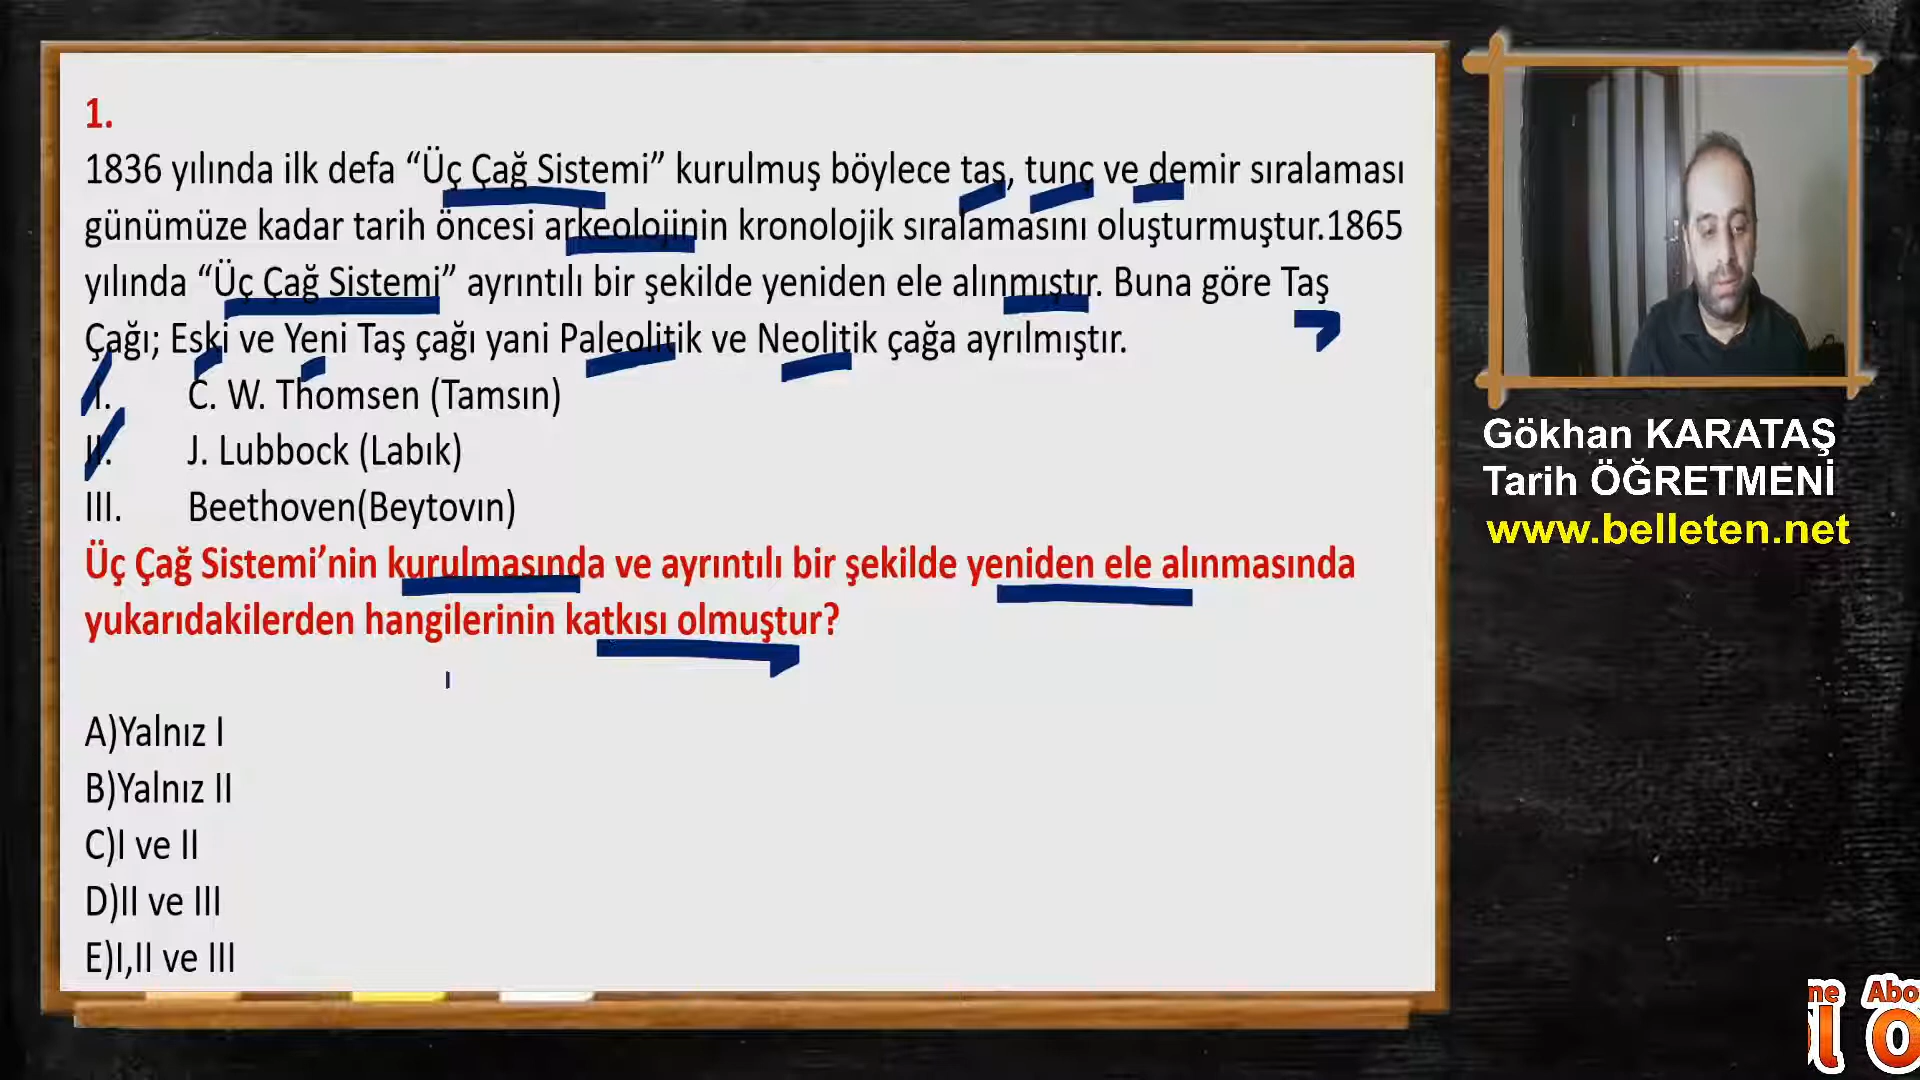 1.
1836 yılında ilk defa “Üç Çağ Sistemi” kurulmuş böylece taş, tunç ve demir sıralaması
günümüze kadar tarih öncesi arkeolojinin kronolojik sıralamasını oluşturmuştur.1865
yılında “Üç Çağ Sistemi” ayrıntılı bir şekilde yeniden ele alınmıştır. Buna göre Taş
Çağı; Eski ve Yeni Taş çağı yani Paleolitik ve Neolitik çağa ayrılmıştır.
I. C. W. Thomsen (Tamsın)
II. J. Lubbock (Labık)
III. Beethoven(Beytovın)
Üç Çağ Sistemi’nin kurulmasında ve ayrıntılı bir şekilde yeniden ele alınmasında
yukarıdakilerden hangilerinin katkısı olmuştur?
A)Yalnız I
B)Yalnız II
C)I ve II
D)II ve III
E)I,II ve III
Gökhan KARATAŞ
Tarih ÖĞRETMENİ
www.belleten.net
ne Abo